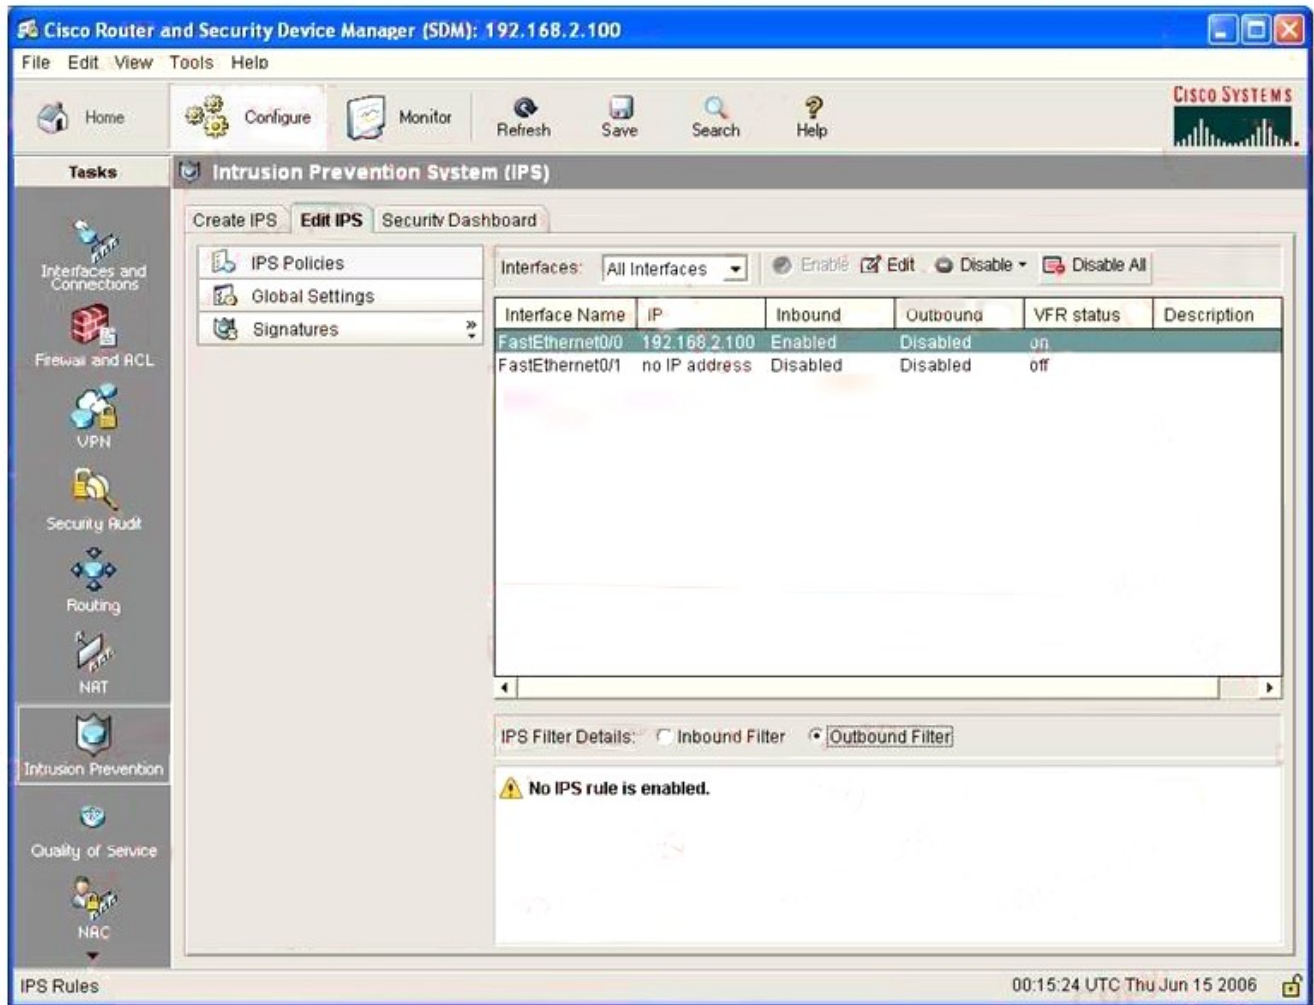 Cisco Router and Security Device Manager (SDM): 192.168.2.100
File Edit View Tools Help
Home Configure Monitor Refresh Save Search Help
CISCO SYSTEMS
Tasks
Intrusion Prevention System (IPS)
Create IPS Edit IPS Security Dashboard
IPS Policies
Global Settings
Signatures
Interfaces: All Interfaces Enable Edit Disable Disable All
Interface Name IP Inbound Outbound VFR status Description
FastEthernet0/0 192.168.2.100 Enabled Disabled on
FastEthernet0/1 no IP address Disabled Disabled off
IPS Filter Details: Inbound Filter Outbound Filter
No IPS rule is enabled.
Interfaces and
Connections
Firewall and ACL
VPN
Security Audit
Routing
NAT
Intrusion Prevention
Quality of Service
NAC
IPS Rules
00:15:24 UTC Thu Jun 15 2006